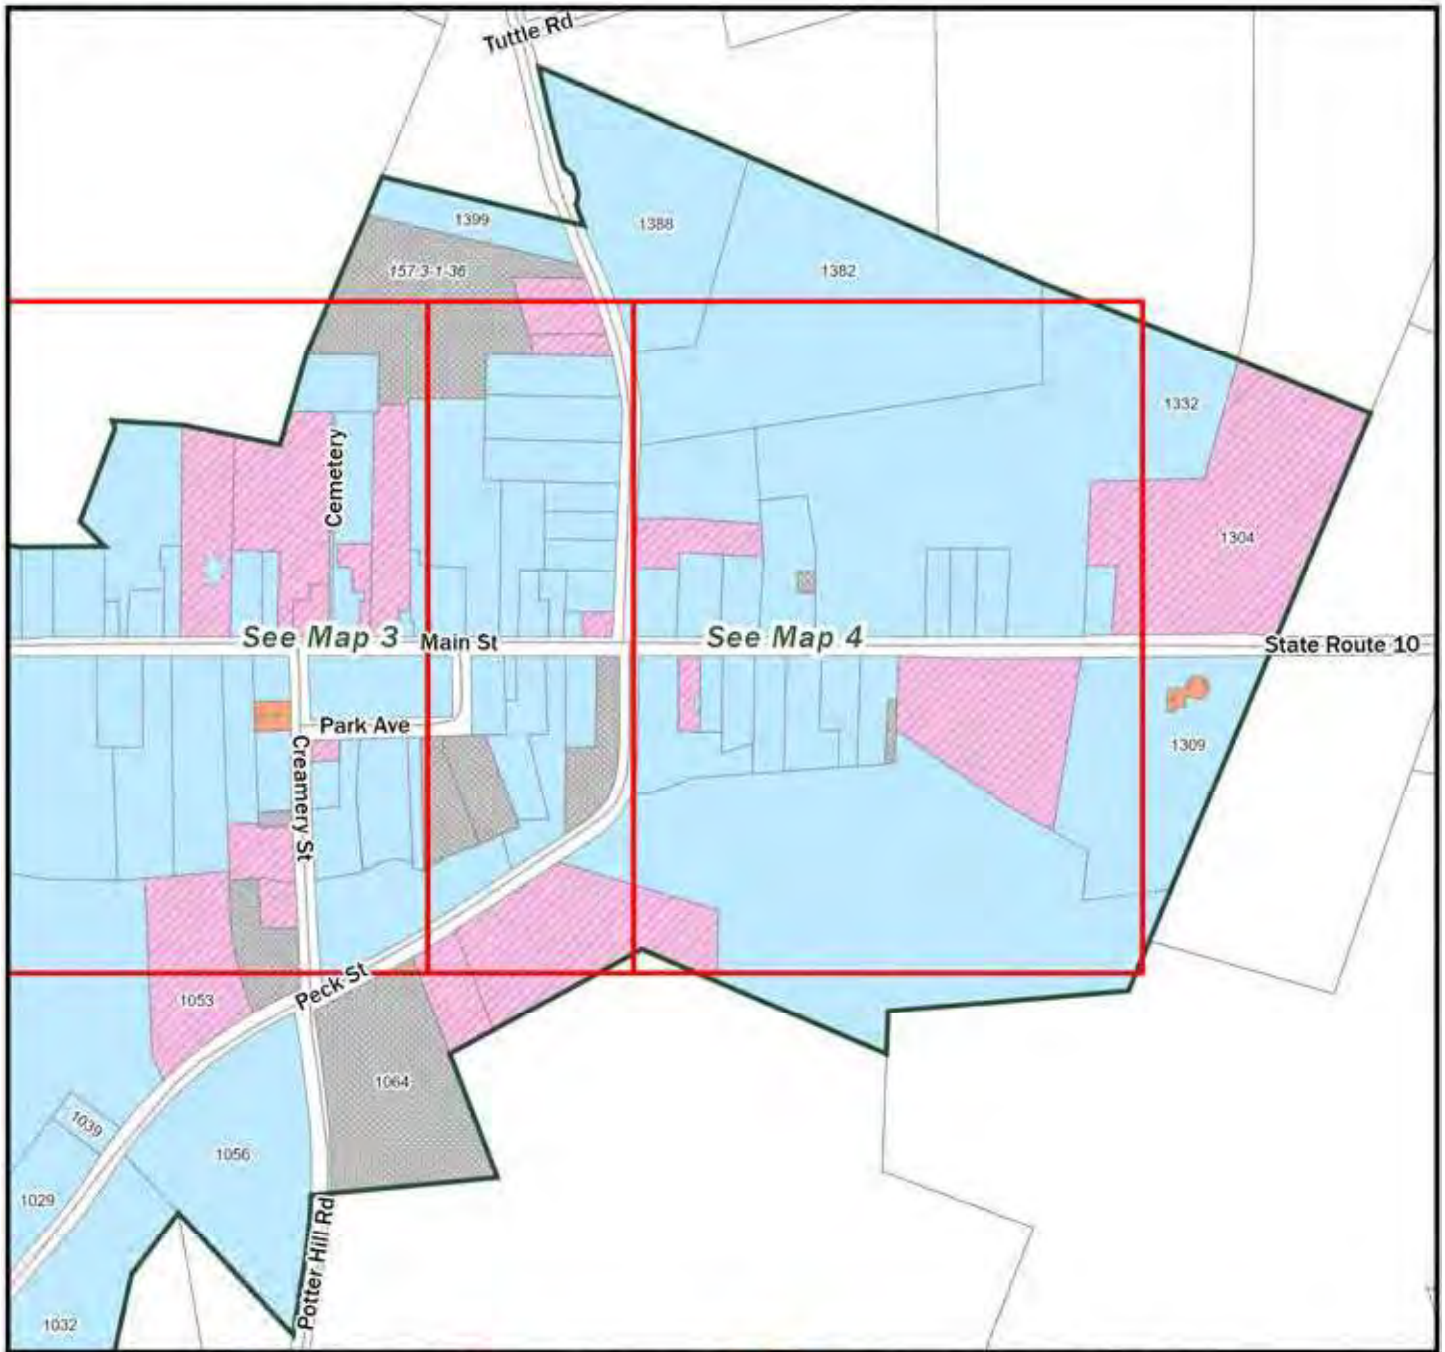 Tuttle Rd
1399
1388
157.3-1-36
1382
1332
Cemetery
1304
See Map 3
Main St
See Map 4
State Route 10
Park Ave
Creamery St
1309
Peck St
1053
1064
1039
1056
1029
Potter Hill Rd
1032